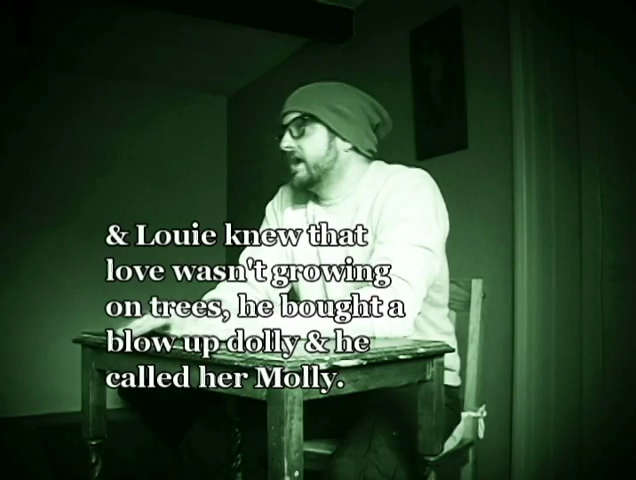 & Louie knew that
love wasn't growing
on trees, he bought a
blow up dolly & he
called her Molly.